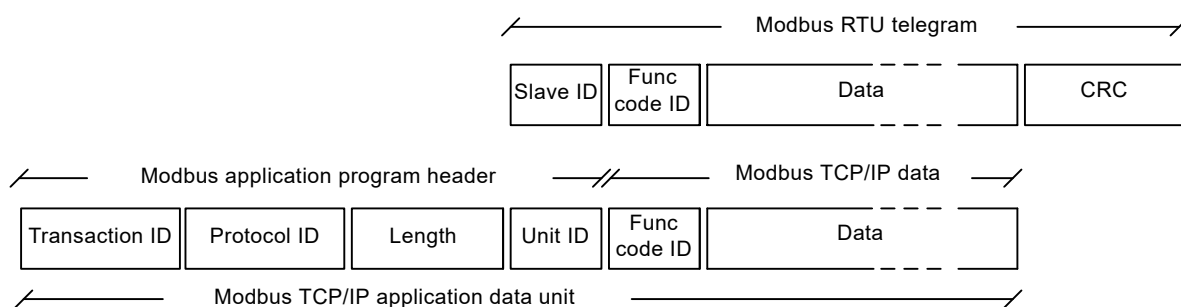 Modbus RTU telegram
Slave ID
Func
code ID
Data
CRC
Modbus application program header
Modbus TCP/IP data
Transaction ID
Protocol ID
Length
Unit ID
Func
code ID
Data
Modbus TCP/IP application data unit